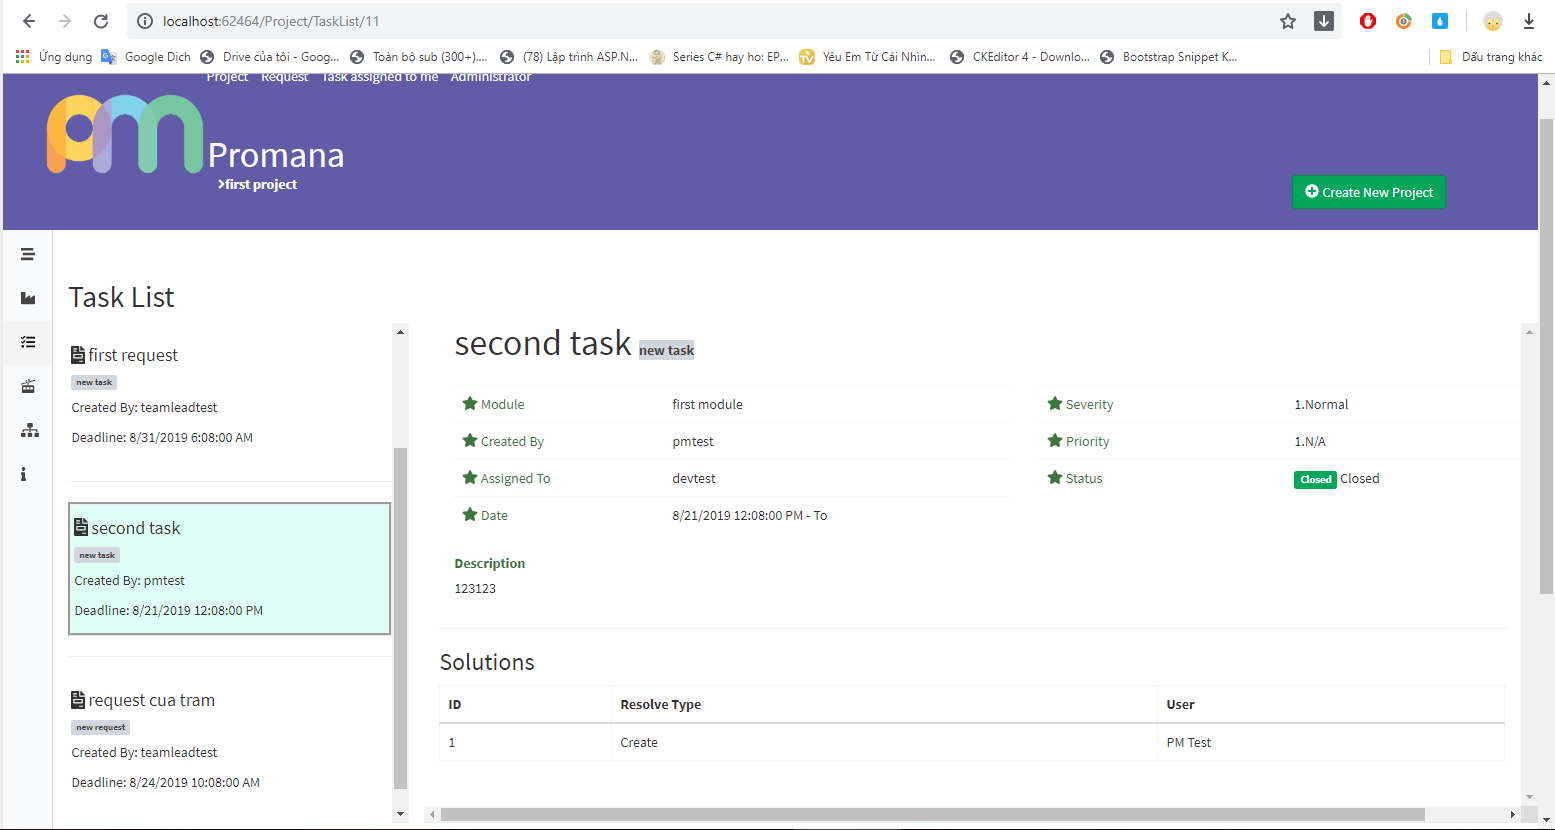 localhost:62464/Project/TaskList/11
Ứng dụng Google Dịch Drive của tôi - Goog... Toàn bộ sub (300+).... (78) Lập trình ASP.N... Series C# hay ho: EP... Yêu Em Từ Cái Nhìn... CKEditor 4 - Downlo... Bootstrap Snippet K... Dấu trang khác
Project Request Task assigned to me Administrator
pm Promana
first project
Create New Project
Task List
first request
new task
Created By: teamleadtest
Deadline: 8/31/2019 6:08:00 AM
second task
new task
Created By: pmtest
Deadline: 8/21/2019 12:08:00 PM
request cua tram
new request
Created By: teamleadtest
Deadline: 8/24/2019 10:08:00 AM
second task new task
Module first module
Created By pmtest
Assigned To devtest
Date 8/21/2019 12:08:00 PM - To
Severity 1.Normal
Priority 1.N/A
Status Closed Closed
Description
123123
Solutions
ID Resolve Type User
1 Create PM Test